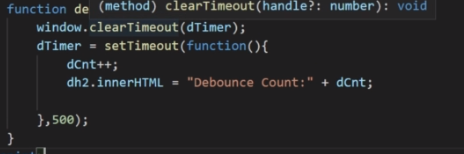 function de (method) clearTimeout(handle?: number): void
window.clearTimeout(dTimer);
dTimer = setTimeout(function(){
dCnt++;
dh2.innerHTML = "Debounce Count:" + dCnt;
},500);
}